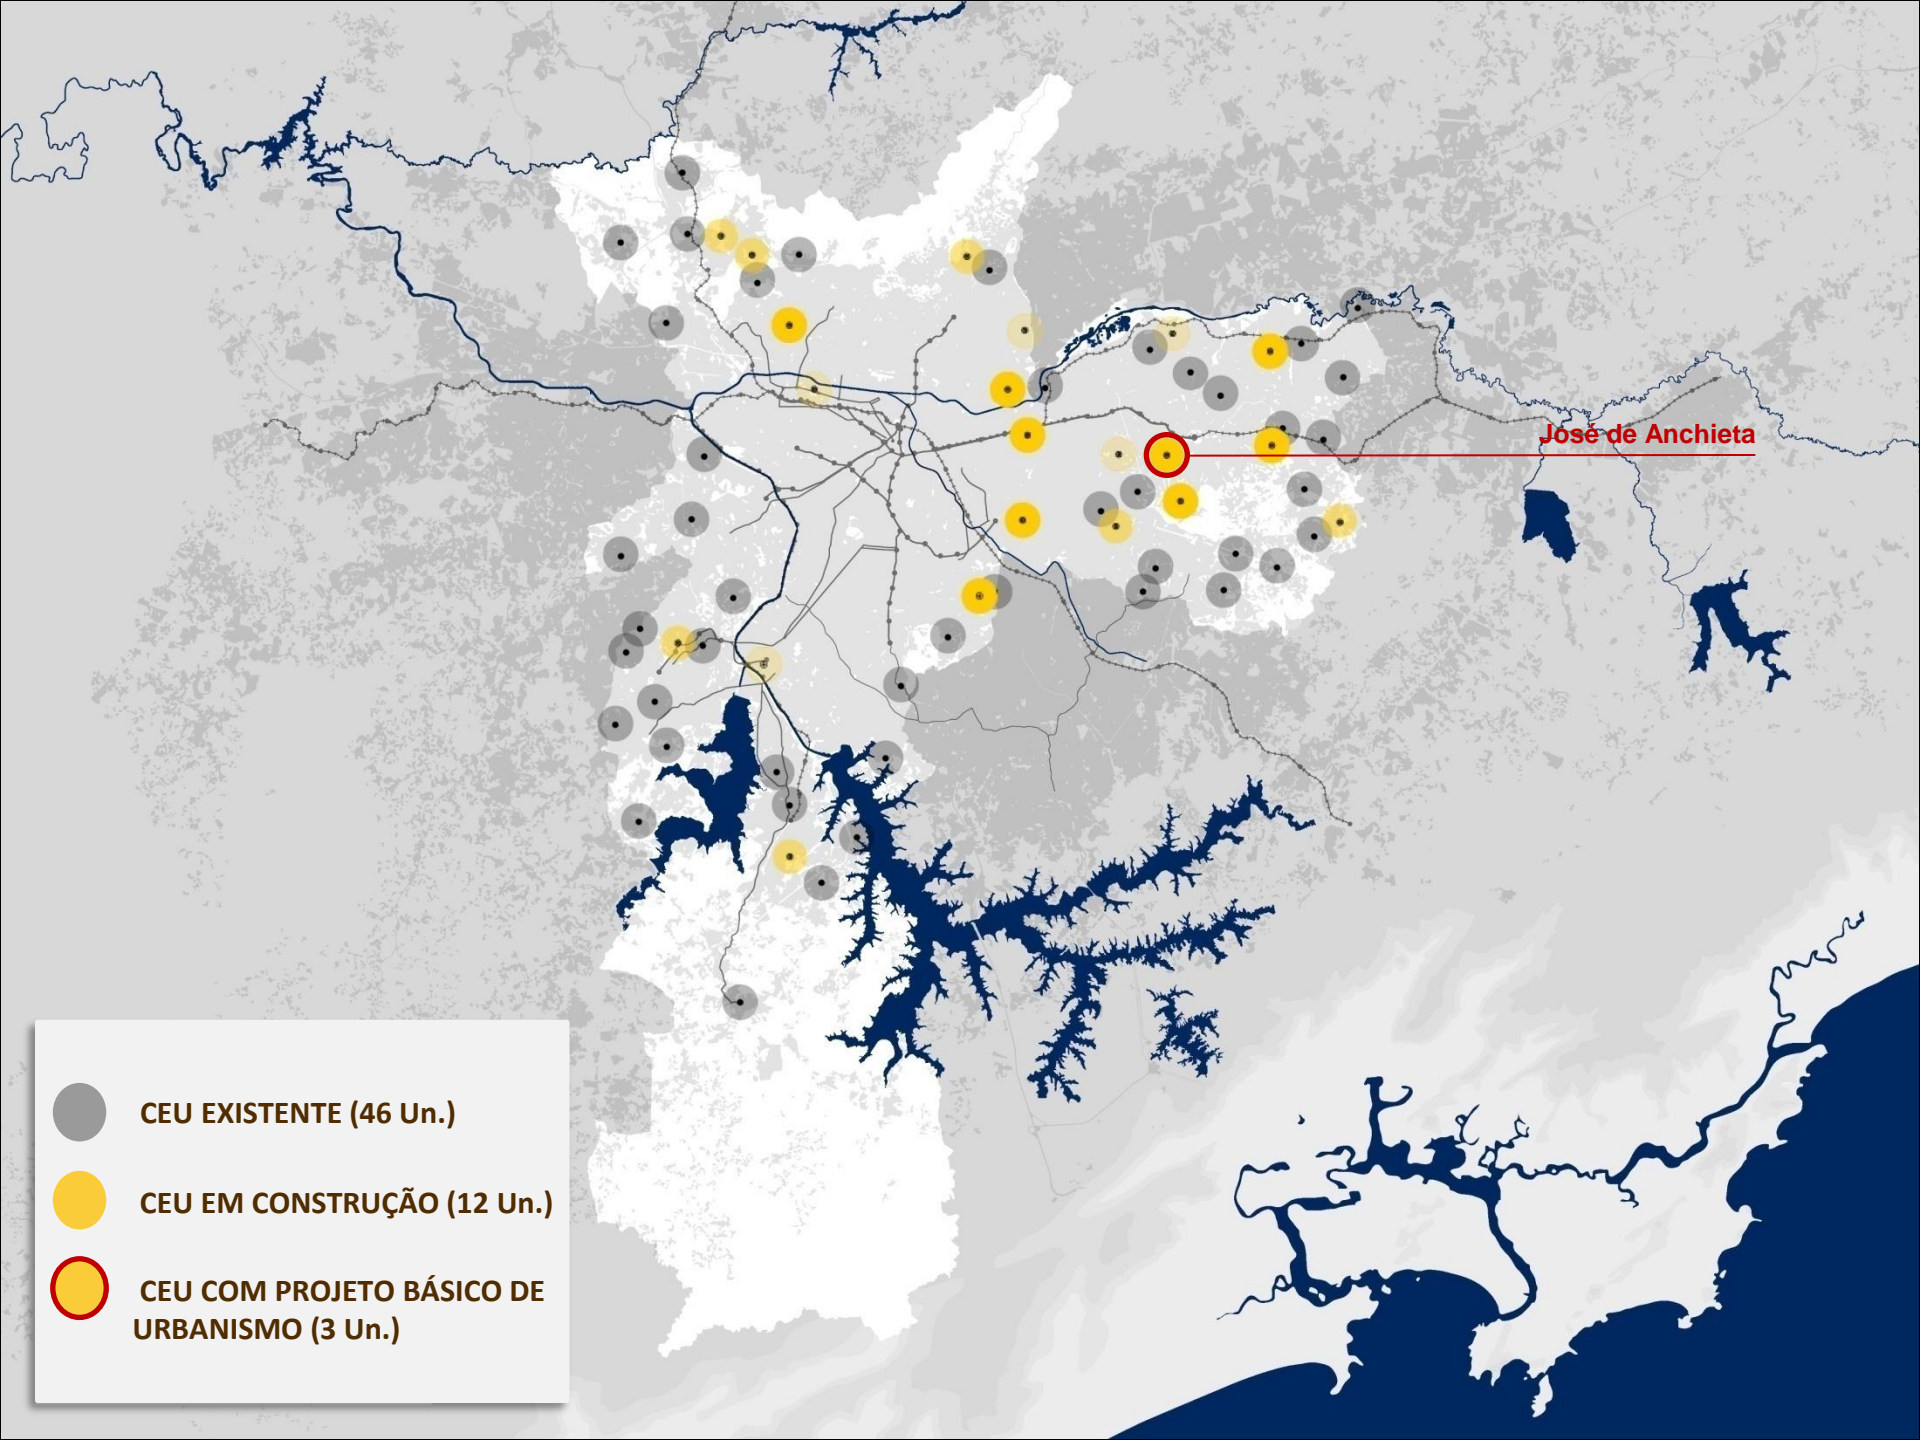 José de Anchieta
CEU EXISTENTE (46 Un.)
CEU EM CONSTRUÇÃO (12 Un.)
CEU COM PROJETO BÁSICO DE
URBANISMO (3 Un.)